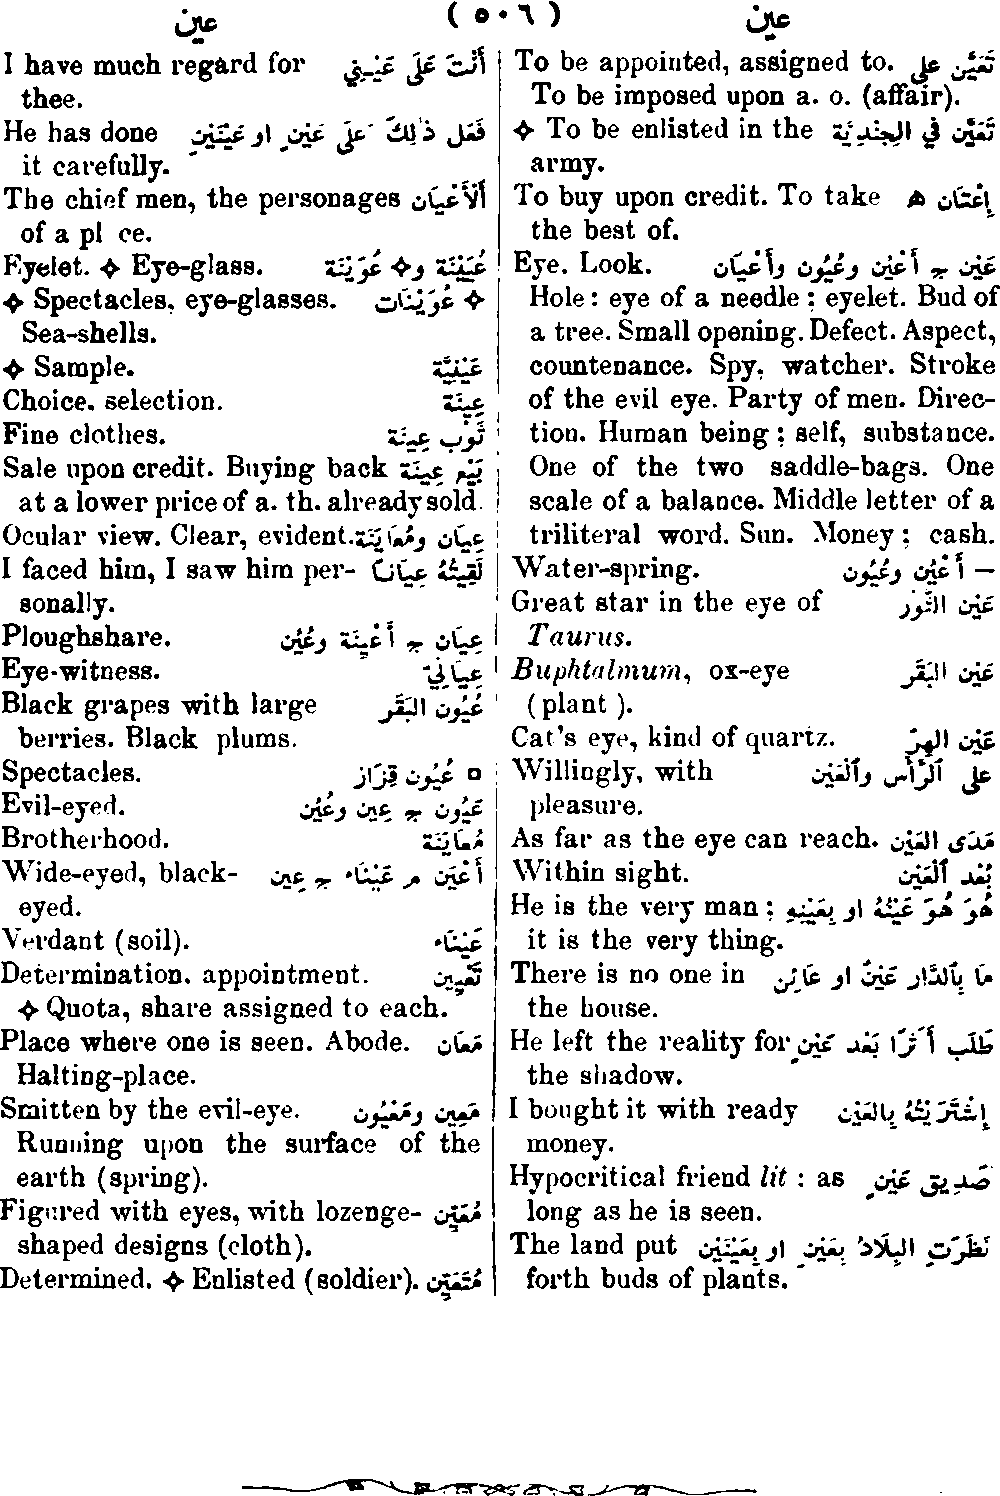 عين ( ٥٠٦ ) عين
To be appointed, assigned to. تَعَيَّن على
To be imposed upon a. o. (affair).
✧ To be enlisted in the تَعَيَّن في الجِنْدِيَّة
army.
To buy upon credit. To take إِعْتَان ه
the best of.
Eye. Look. عَيْن ج أَعْيُن وعُيُون وأَعْيَان
Hole: eye of a needle; eyelet. Bud of
a tree. Small opening. Defect. Aspect,
countenance. Spy, watcher. Stroke
of the evil eye. Party of men. Direc-
tion. Human being; self, substance.
One of the two saddle-bags. One
scale of a balance. Middle letter of a
triliteral word. Sun. Money; cash.
Water-spring. — أَعْيُن وعُيُون
Great star in the eye of عَيْن الثَّوْر
Taurus.
Buphtalmum, ox-eye عَيْن البَقَر
(plant ).
Cat's eye, kind of quartz. عَيْن الهِرّ
Willingly, with على ٱلرَّأْس وٱلْعَيْن
pleasure.
As far as the eye can reach. مَدَى العَيْن
Within sight. بُعْد ٱلعَيْن
He is the very man; هُوَ هُوَ عَيْنُهُ او بِعَيْنِهِ
it is the very thing.
There is no one in مَا بِٱلدَّار عَيْنٌ او عَائِن
the house.
He left the reality for طَلَب أَثَرًا بَعْد عَيْنٍ
the shadow.
I bought it with ready إِشْتَرَيْتُهُ بِالعَيْن
money.
Hypocritical friend lit : as صَدِيق عَيْنٍ
long as he is seen.
The land put نَظَرَتِ البِلَادُ بِعَيْنٍ او بِعَيْنَيْن
forth buds of plants.
I have much regard for أَنْتَ عَلَى عَيْنِي
thee.
He has done فَعَل ذٰلِكَ عَلَى عَيْنٍ او عَيْنَيْنِ
it carefully.
The chief men, the personages أَلْأَعْيَان
of a pl ce.
Eyelet. ✧ Eye-glass. عُيَيْنَة و✧ عُوَيْنَة
✧ Spectacles, eye-glasses. ✧ عُوَيْنَات
Sea-shells.
✧ Sample. عَيْنِيَّة
Choice, selection. عِينَة
Fine clothes. ثَوْب عِينَة
Sale upon credit. Buying back بَيْع عِينَة
at a lower price of a. th. already sold.
Ocular view. Clear, evident. عِيَان ومُعَايَنَة
I faced him, I saw him per- لَقِيتُهُ عِيَانًا
sonally.
Ploughshare. عِيَان ج أَعْيِنَة وعُيُن
Eye-witness. عِيَانِيّ
Black grapes with large عُيُون البَقَر
berries. Black plums.
Spectacles. □ عُيُون قِزَاز
Evil-eyed. عَيُون ج عِين وعُيُن
Brotherhood. مُعَايَنَة
Wide-eyed, black- أَعْيَن م عَيْنَاء ج عِين
eyed.
Verdant (soil). عَيْنَاء
Determination, appointment. تَعْيِين
✧ Quota, share assigned to each.
Place where one is seen. Abode. مَعَان
Halting-place.
Smitten by the evil-eye. مَعِين ومَعْيُون
Running upon the surface of the
earth (spring).
Figured with eyes, with lozenge- مُعَيَّن
shaped designs (cloth).
Determined. ✧ Enlisted (soldier). مُتَعَيِّن